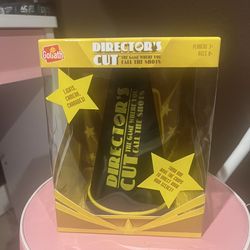 Goliath
DIRECTOR'S
CUT
THE GAME WHERE YOU
CALL THE SHOTS
PLAYERS 3+
AGES 8+
LIGHTS,
CAMERA,
CHARADES!
DIRECTOR'S
CUT
THE GAME WHERE YOU
CALL THE SHOTS